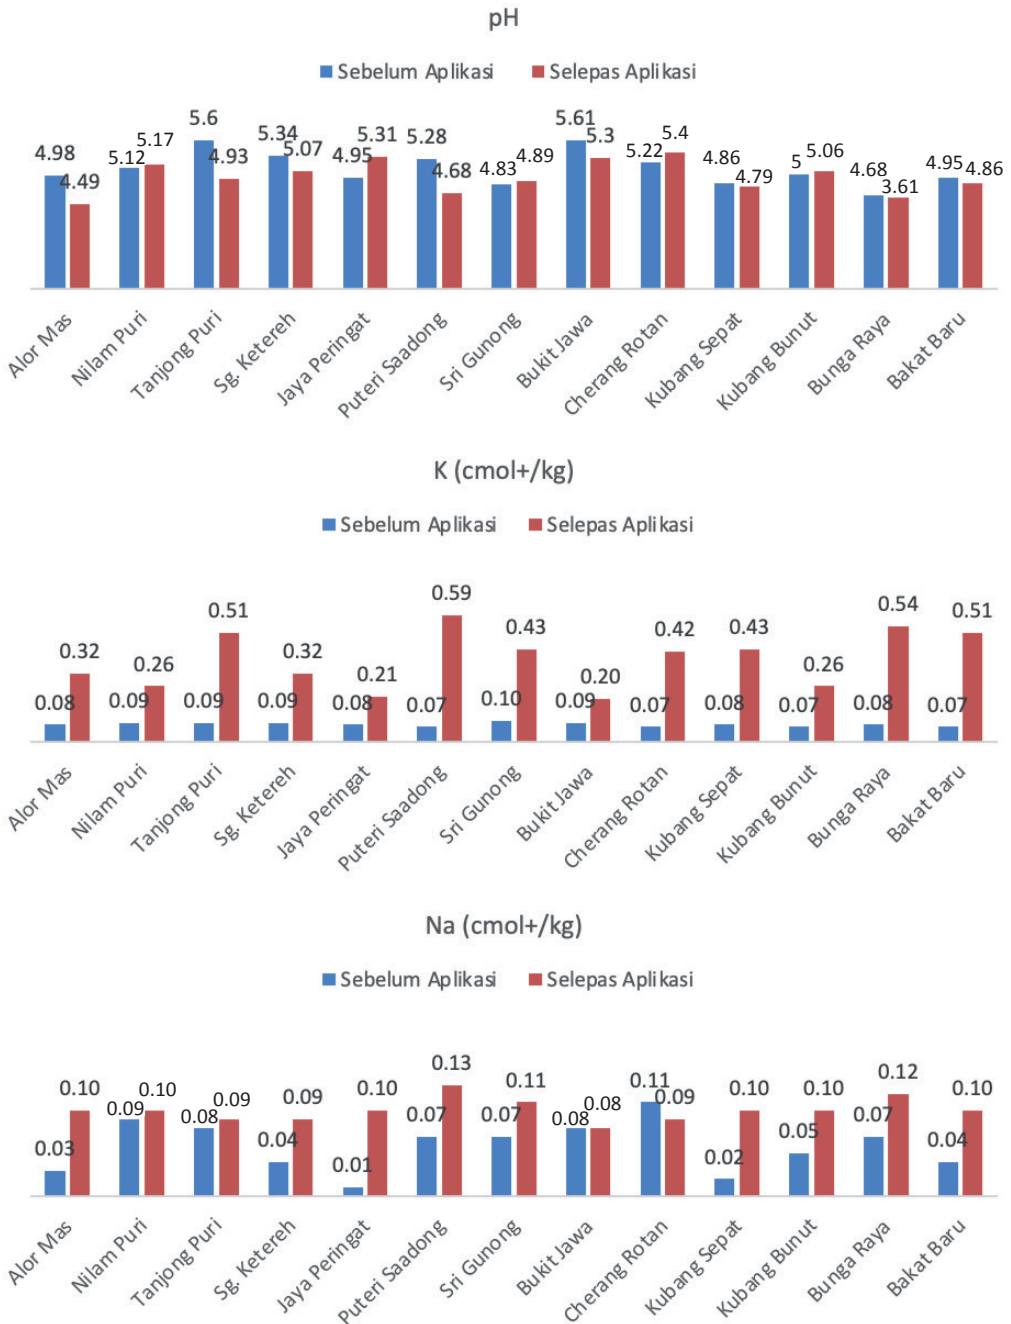 pH
Sebelum Aplikasi Selepas Aplikasi
4.98 4.49 5.12 5.17 5.6 4.93 5.34 5.07 4.95 5.31 5.28 4.68 4.83 4.89 5.61 5.3 5.22 5.4 4.86 4.79 5 5.06 4.68 3.61 4.95 4.86
Alor Mas Nilam Puri Tanjong Puri Sg. Ketereh Jaya Peringat Puteri Saadong Sri Gunong Bukit Jawa Cherang Rotan Kubang Sepat Kubang Bunut Bunga Raya Bakat Baru
K (cmol+/kg)
Sebelum Aplikasi Selepas Aplikasi
0.08 0.32 0.09 0.26 0.09 0.51 0.09 0.32 0.08 0.21 0.07 0.59 0.10 0.43 0.09 0.20 0.07 0.42 0.08 0.43 0.07 0.26 0.08 0.54 0.07 0.51
Alor Mas Nilam Puri Tanjong Puri Sg. Ketereh Jaya Peringat Puteri Saadong Sri Gunong Bukit Jawa Cherang Rotan Kubang Sepat Kubang Bunut Bunga Raya Bakat Baru
Na (cmol+/kg)
Sebelum Aplikasi Selepas Aplikasi
0.03 0.10 0.09 0.10 0.08 0.09 0.04 0.09 0.01 0.10 0.07 0.13 0.07 0.11 0.08 0.08 0.11 0.09 0.02 0.10 0.05 0.10 0.07 0.12 0.04 0.10
Alor Mas Nilam Puri Tanjong Puri Sg. Ketereh Jaya Peringat Puteri Saadong Sri Gunong Bukit Jawa Cherang Rotan Kubang Sepat Kubang Bunut Bunga Raya Bakat Baru